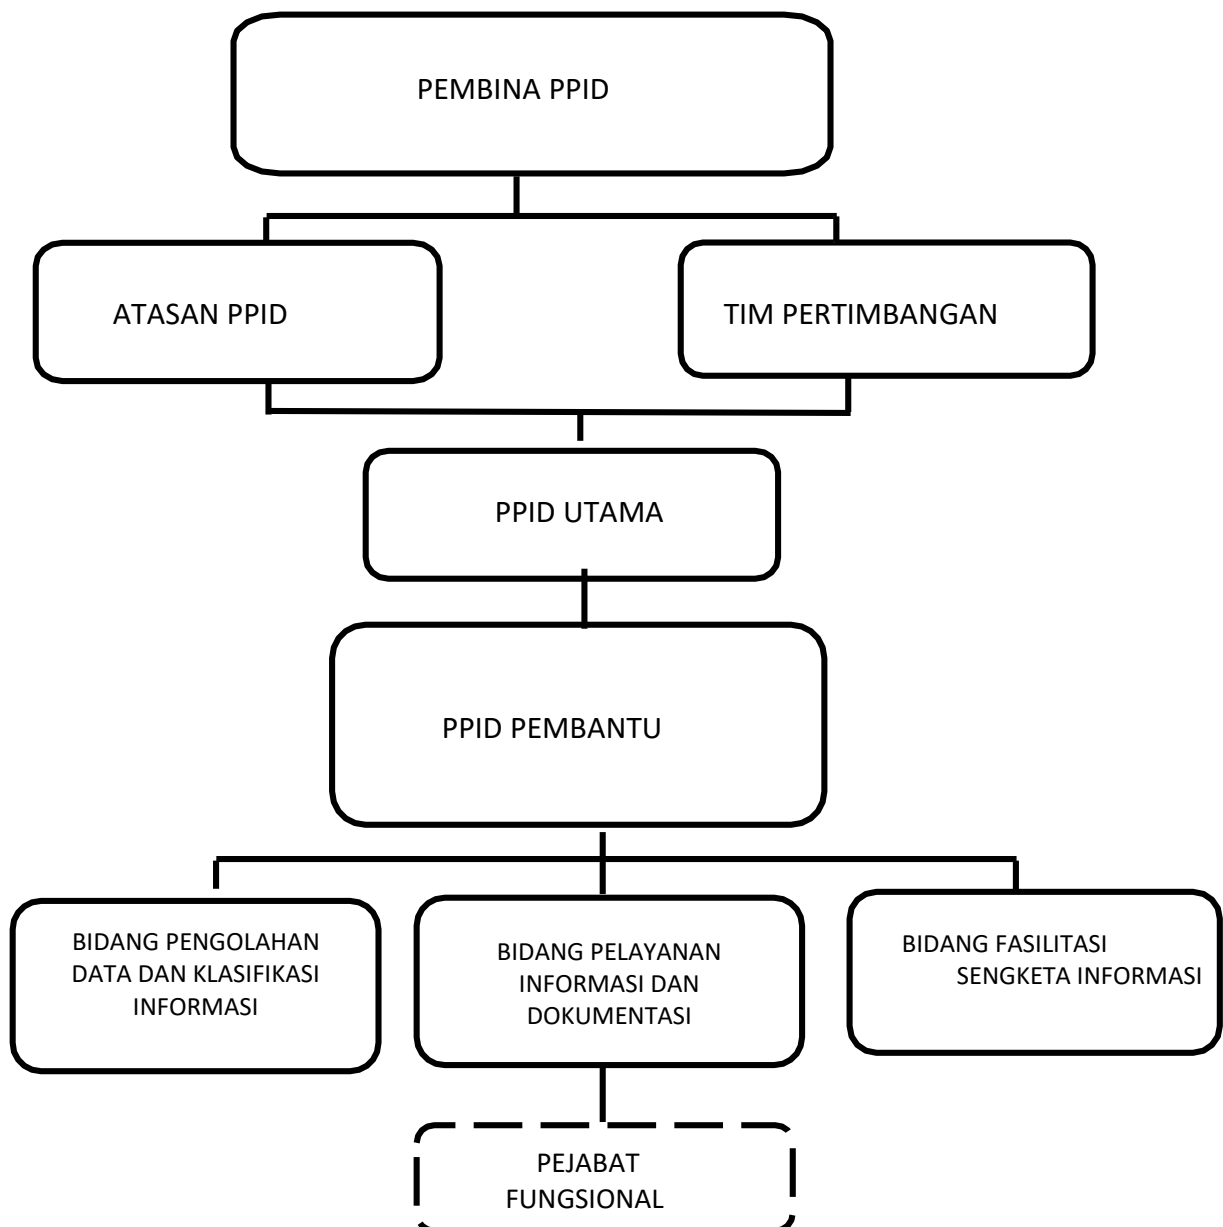 PEMBINA PPID
ATASAN PPID
TIM PERTIMBANGAN
PPID UTAMA
PPID PEMBANTU
BIDANG PENGOLAHAN
DATA DAN KLASIFIKASI
INFORMASI
BIDANG PELAYANAN
INFORMASI DAN
DOKUMENTASI
BIDANG FASILITASI
SENGKETA INFORMASI
PEJABAT
FUNGSIONAL